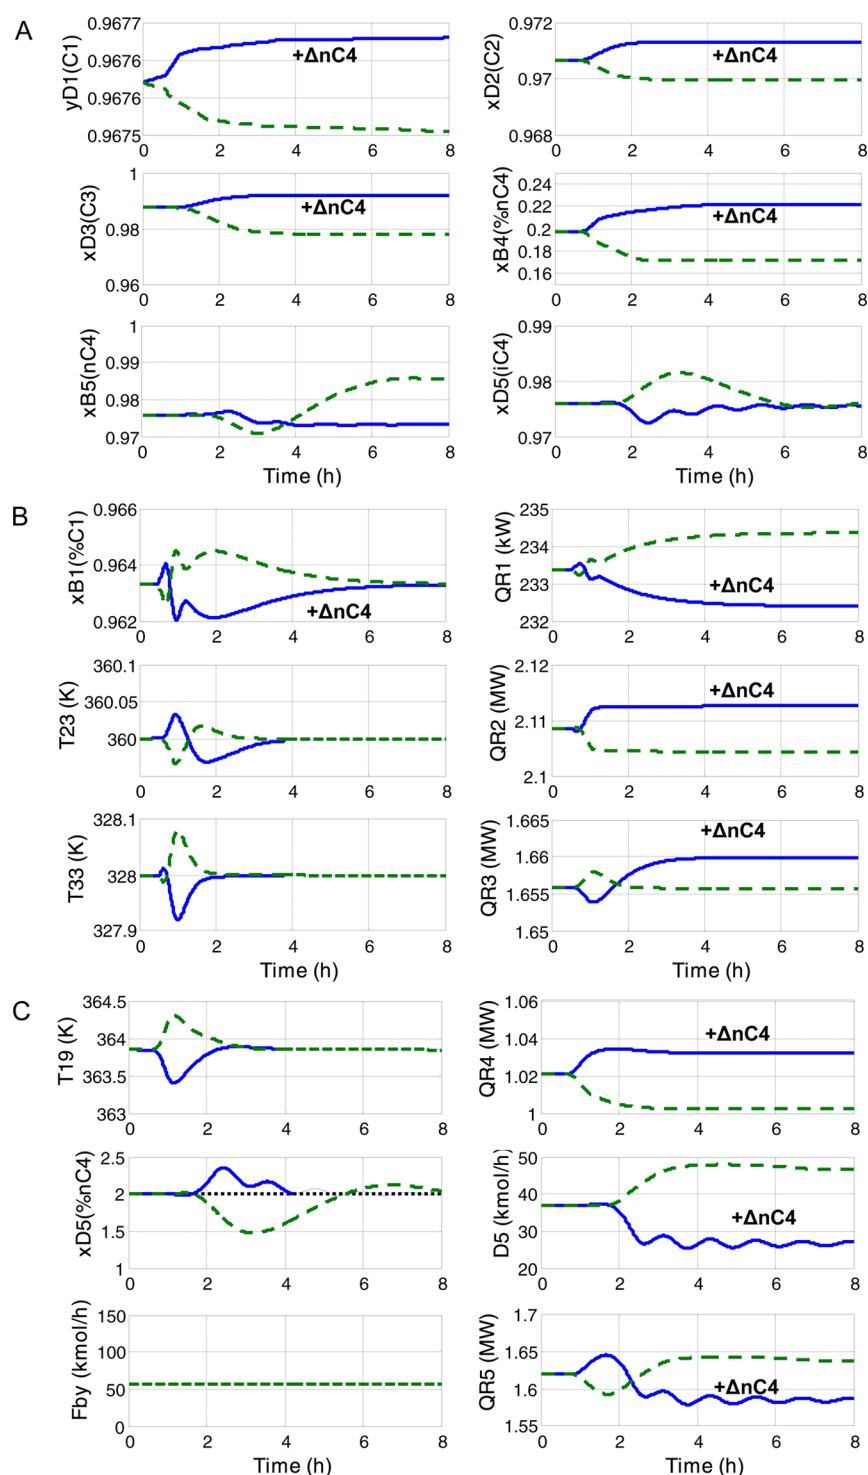 A
yD1(C1)
0.9677
0.9676
0.9676
0.9675
+ΔnC4
0 2 4 6 8
xD2(C2)
0.972
0.97
0.968
+ΔnC4
0 2 4 6 8
xD3(C3)
1
0.98
0.96
+ΔnC4
0 2 4 6 8
xB4(%nC4)
0.24
0.22
0.2
0.18
0.16
+ΔnC4
0 2 4 6 8
xB5(nC4)
1
0.99
0.98
0.97
0 2 4 6 8
Time (h)
xD5(iC4)
0.99
0.98
0.97
0 2 4 6 8
Time (h)
B
xB1(%C1)
0.966
0.964
0.962
+ΔnC4
0 2 4 6 8
QR1 (kW)
235
234
233
232
+ΔnC4
0 2 4 6 8
T23 (K)
360.1
360.05
360
0 2 4 6 8
QR2 (MW)
2.12
2.11
2.1
+ΔnC4
0 2 4 6 8
T33 (K)
328.1
328
327.9
0 2 4 6 8
Time (h)
QR3 (MW)
1.665
1.66
1.655
1.65
+ΔnC4
0 2 4 6 8
Time (h)
C
T19 (K)
364.5
364
363.5
363
0 2 4 6 8
QR4 (MW)
1.06
1.04
1.02
1
+ΔnC4
0 2 4 6 8
xD5(%nC4)
2.5
2
1.5
1
0 2 4 6 8
D5 (kmol/h)
50
40
30
20
+ΔnC4
0 2 4 6 8
Fby (kmol/h)
150
100
50
0
0 2 4 6 8
Time (h)
QR5 (MW)
1.7
1.65
1.6
1.55
+ΔnC4
0 2 4 6 8
Time (h)